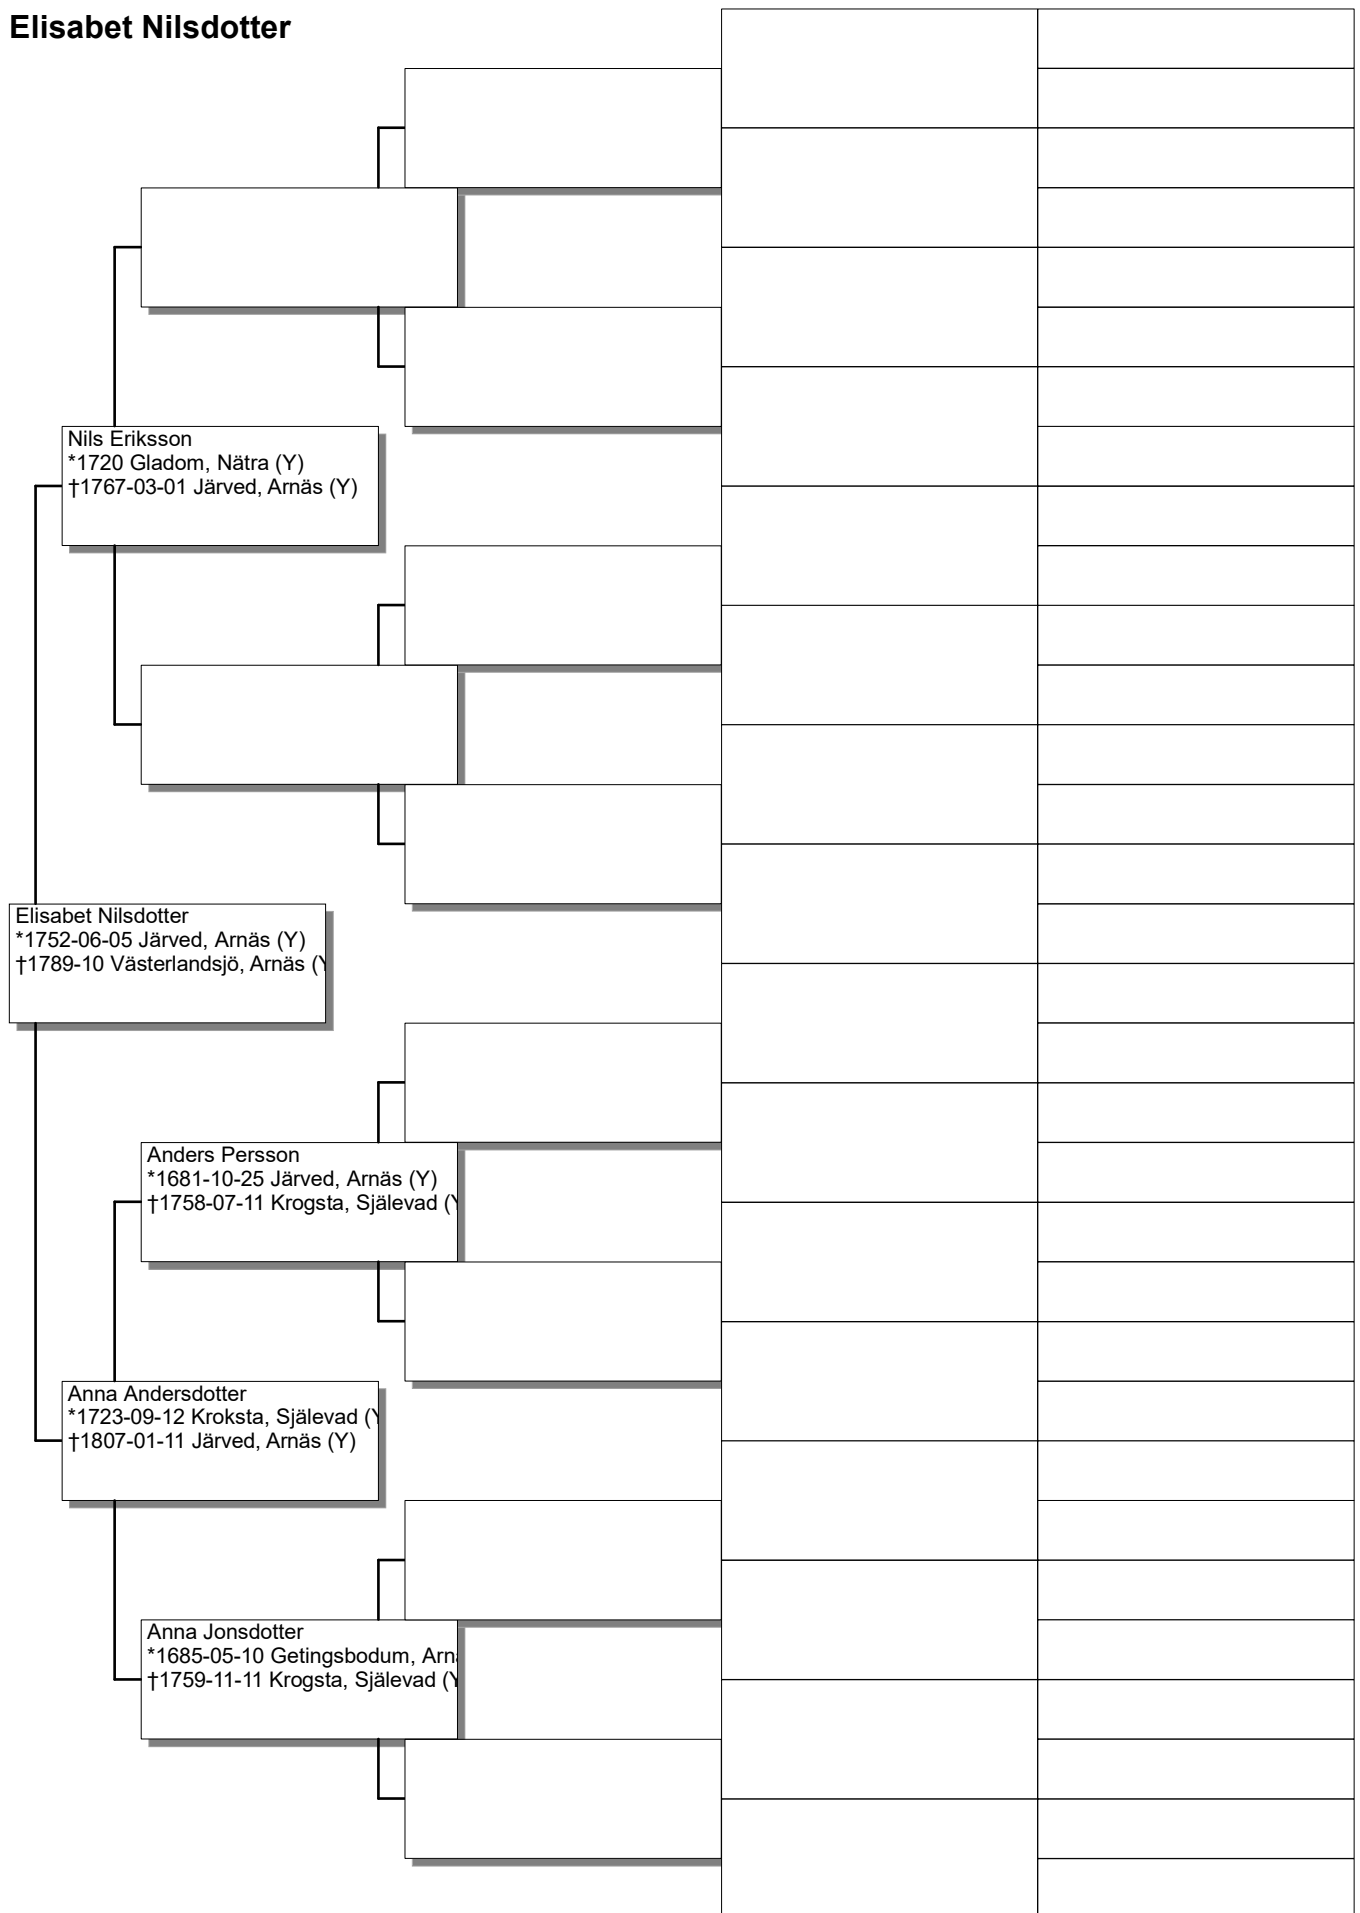 Elisabet Nilsdotter
Nils Eriksson
*1720 Gladom, Nätra (Y)
†1767-03-01 Järved, Arnäs (Y)
Elisabet Nilsdotter
*1752-06-05 Järved, Arnäs (Y)
†1789-10 Västerlandsjö, Arnäs (Y
Anders Persson
*1681-10-25 Järved, Arnäs (Y)
†1758-07-11 Krogsta, Själevad (Y
Anna Andersdotter
*1723-09-12 Kroksta, Själevad (Y
†1807-01-11 Järved, Arnäs (Y)
Anna Jonsdotter
*1685-05-10 Getingsbodum, Arn
†1759-11-11 Krogsta, Själevad (Y